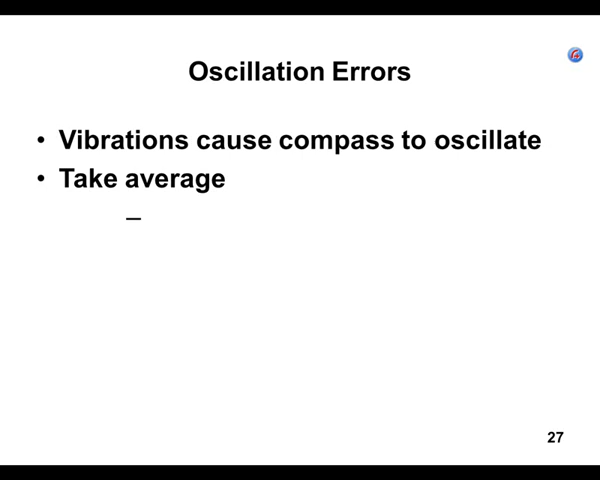 Oscillation Errors
• Vibrations cause compass to oscillate
• Take average
–
27